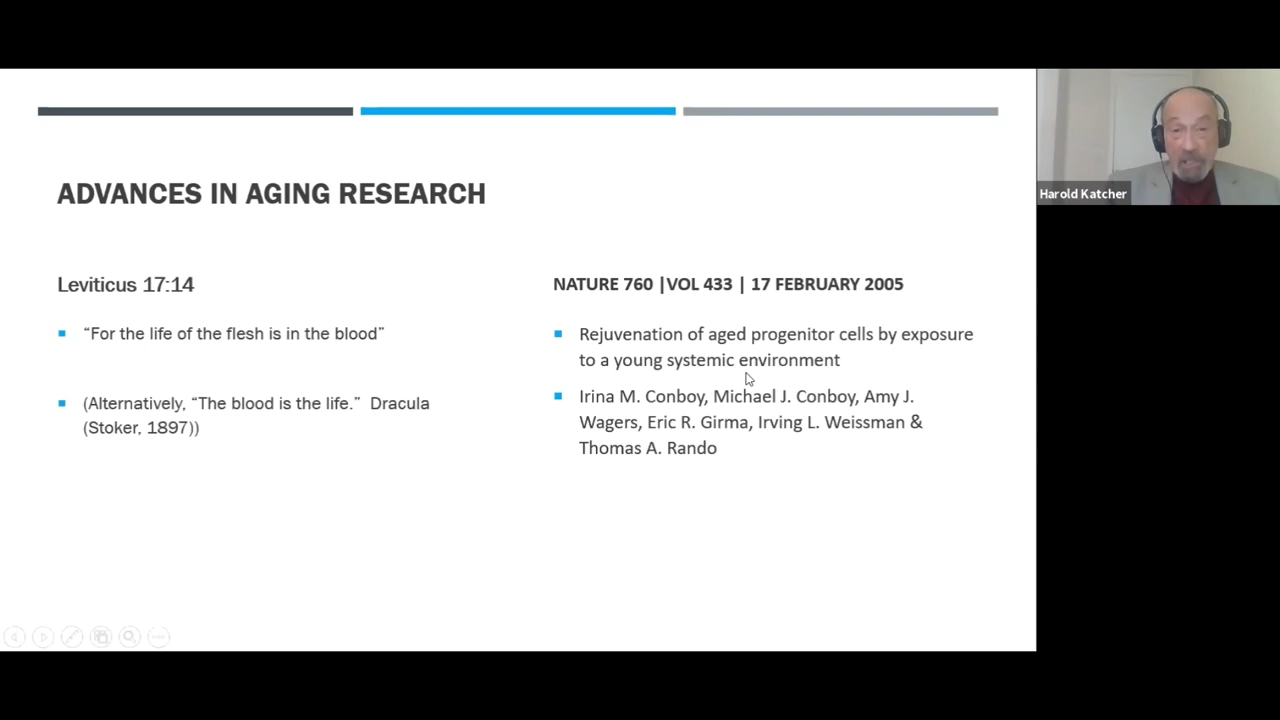 ADVANCES IN AGING RESEARCH
Leviticus 17:14
“For the life of the flesh is in the blood”
(Alternatively, “The blood is the life.”  Dracula
(Stoker, 1897))
NATURE 760 |VOL 433 | 17 FEBRUARY 2005
Rejuvenation of aged progenitor cells by exposure
to a young systemic environment
Irina M. Conboy, Michael J. Conboy, Amy J.
Wagers, Eric R. Girma, Irving L. Weissman &
Thomas A. Rando
Harold Katcher